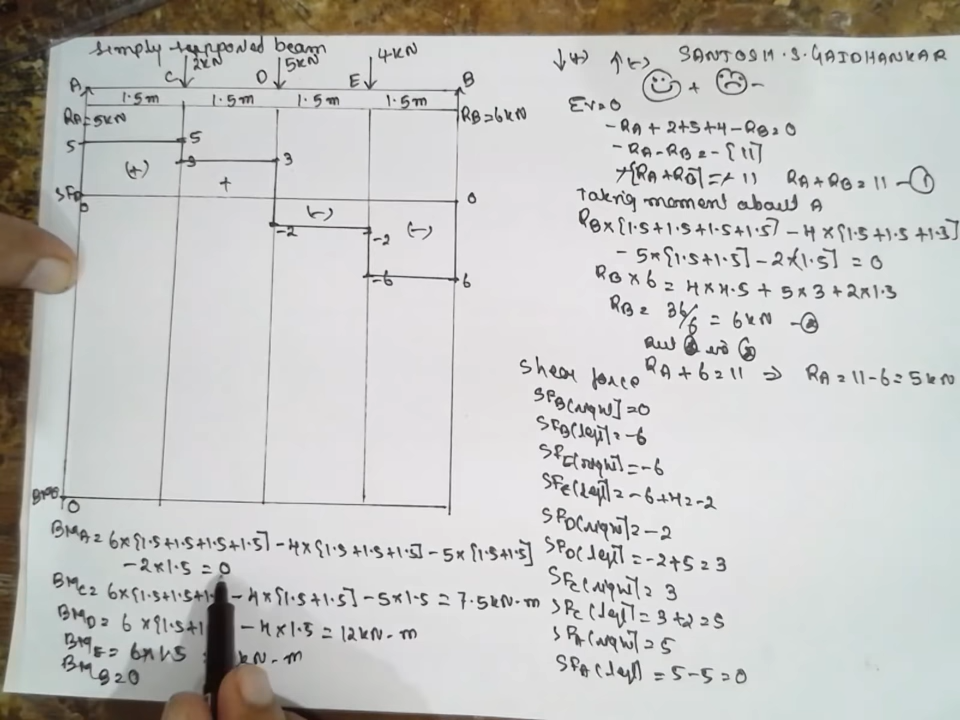 Simply supported beam
2kN 5kN 4kN
A C D E B
1.5m 1.5m 1.5m 1.5m
RA=5kN RB=6kN
5 5
3 3
(+) +
SFD 0 0
(-) (-)
-2 -2
-6 6
BMD 0
BMA= 6×[1.5+1.5+1.5+1.5] -4×[1.5+1.5+1.5] -5×[1.5+1.5]
-2×1.5 = 0
BMC= 6×[1.5+1.5+1. -4×[1.5+1.5] -5×1.5 = 7.5kN-m
BMD= 6×[1.5+1 -4×1.5 = 12kN-m
BME= 6×1.5 = kN-m
BMB=0
↓(+) ↑(-) SANTOSH.S.GAIDHANKAR
+ -
Σv=0
-RA+2+5+4-RB=0
-RA-RB=-[11]
+[RA+RB]=+11 RA+RB=11 -①
Taking moment about A
RB×[1.5+1.5+1.5+1.5] -4×[1.5+1.5+1.5]
-5×[1.5+1.5] -2×[1.5] = 0
RB×6 = 4×4.5 + 5×3 + 2×1.5
RB= 36/6 = 6kN -②
Put in
RA+6=11 ⇒ RA=11-6=5kN
Shear force
SFB[right]=0
SFB[left]=-6
SFE[right]=-6
SFE[left]=-6+4=-2
SFD[right]=-2
SFD[left]=-2+5=3
SFC[right]=3
SFC[left]=3+2=5
SFA[right]=5
SFA[left]=5-5=0